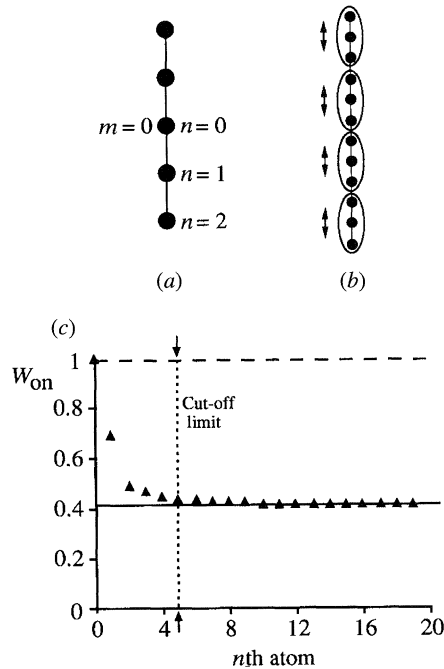 m = 0
n = 0
n = 1
n = 2
(a)
(b)
(c)
W_on
1
0.8
0.6
0.4
0.2
0
Cut-off
limit
0
4
8
12
16
20
nth atom